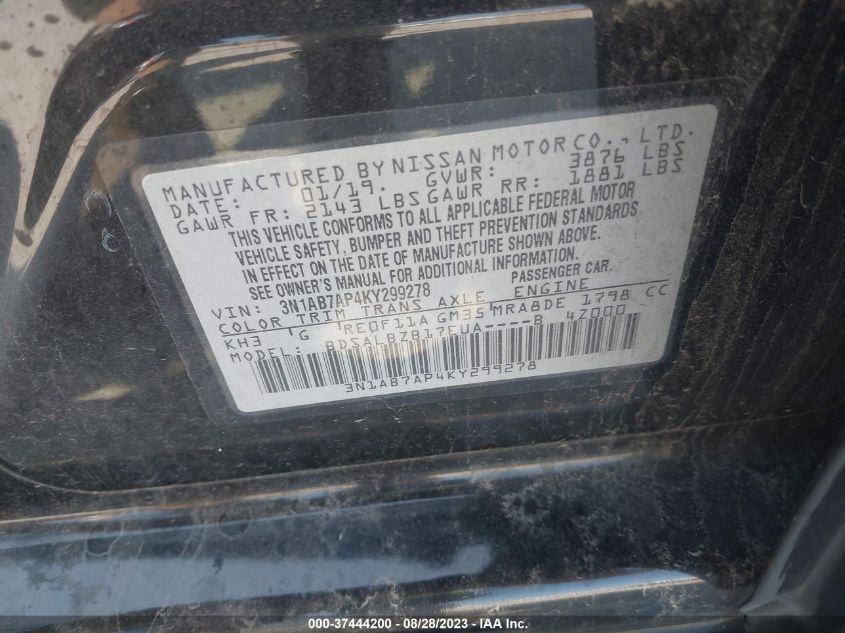 MANUFACTURED BY NISSAN MOTOR CO., LTD.
DATE: 01/19. GVWR: 3876 LBS
GAWR FR: 2143 LBS GAWR RR: 1881 LBS
THIS VEHICLE CONFORMS TO ALL APPLICABLE FEDERAL MOTOR
VEHICLE SAFETY, BUMPER AND THEFT PREVENTION STANDARDS
IN EFFECT ON THE DATE OF MANUFACTURE SHOWN ABOVE.
SEE OWNER'S MANUAL FOR ADDITIONAL INFORMATION.
VIN: 3N1AB7AP4KY299278 PASSENGER CAR.
COLOR TRIM TRANS AXLE ENGINE
KH3 'G RE0F11A GM35 MRA8DE 1798 CC
MODEL: BDSALBZB17EUA----B 4Z000
3N1AB7AP4KY299278
000-37444200 - 08/28/2023 - IAA Inc.